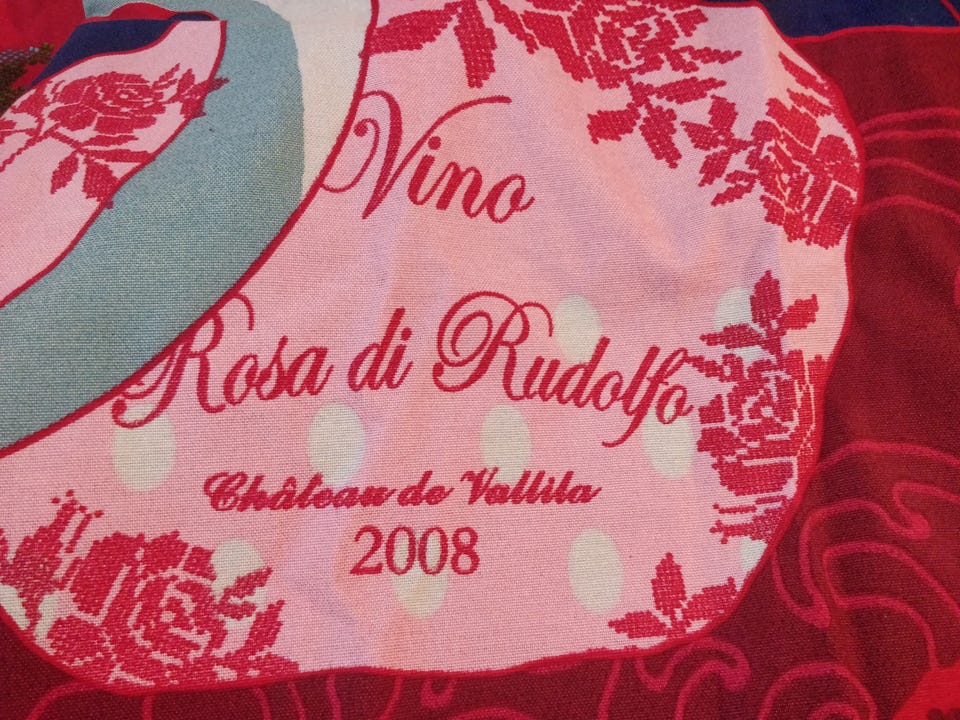 Vino
Rosa di Rudolfo
Château de Vallila
2008